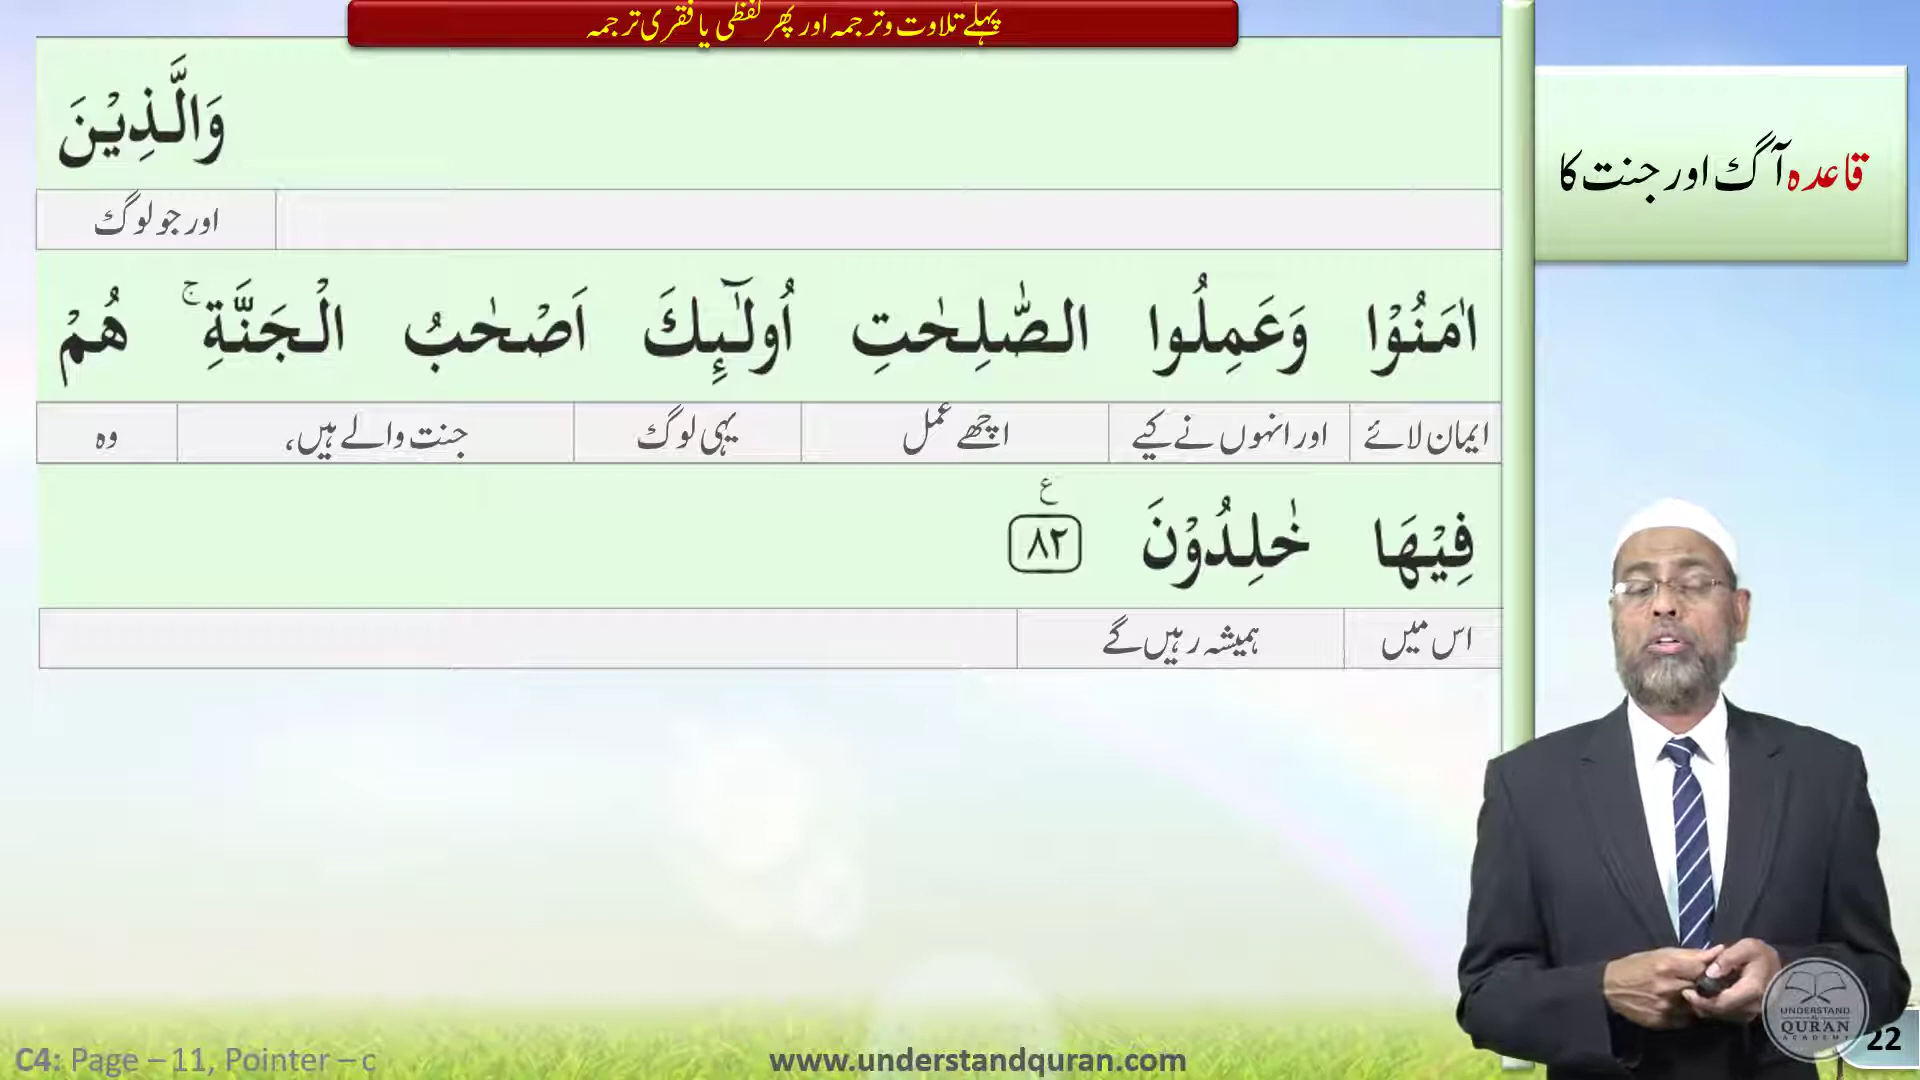 پہلے تلاوت و ترجمہ اور پھر لفظی یا فقری ترجمہ
قاعدہ آگ اور جنت کا
وَالَّذِيْنَ
اور جو لوگ
اٰمَنُوْا وَعَمِلُوا الصّٰلِحٰتِ اُولٰٓئِكَ اَصْحٰبُ الْجَنَّةِ ۚ هُمْ
ایمان لائے اور انہوں نے کیے اچھے عمل یہی لوگ جنت والے ہیں، وہ
فِيْهَا خٰلِدُوْنَ ع ٨٢
اس میں ہمیشہ رہیں گے
C4: Page – 11, Pointer – c
www.understandquran.com
UNDERSTAND
QUR'AN
ACADEMY
22